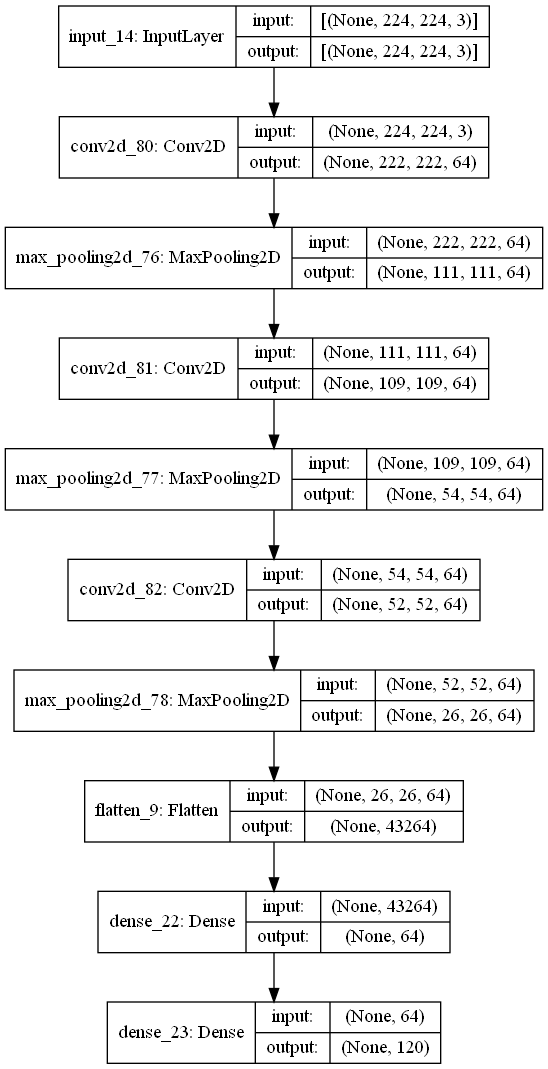 input_14: InputLayer
input:
[(None, 224, 224, 3)]
output:
[(None, 224, 224, 3)]
conv2d_80: Conv2D
input:
(None, 224, 224, 3)
output:
(None, 222, 222, 64)
max_pooling2d_76: MaxPooling2D
input:
(None, 222, 222, 64)
output:
(None, 111, 111, 64)
conv2d_81: Conv2D
input:
(None, 111, 111, 64)
output:
(None, 109, 109, 64)
max_pooling2d_77: MaxPooling2D
input:
(None, 109, 109, 64)
output:
(None, 54, 54, 64)
conv2d_82: Conv2D
input:
(None, 54, 54, 64)
output:
(None, 52, 52, 64)
max_pooling2d_78: MaxPooling2D
input:
(None, 52, 52, 64)
output:
(None, 26, 26, 64)
flatten_9: Flatten
input:
(None, 26, 26, 64)
output:
(None, 43264)
dense_22: Dense
input:
(None, 43264)
output:
(None, 64)
dense_23: Dense
input:
(None, 64)
output:
(None, 120)